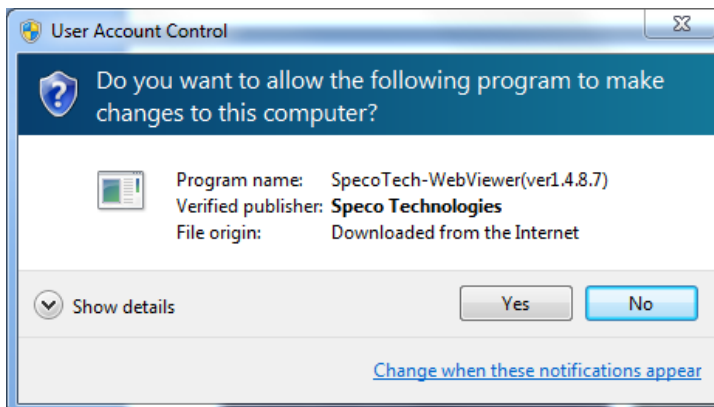 User Account Control
Do you want to allow the following program to make
changes to this computer?
Program name: SpecoTech-WebViewer(ver1.4.8.7)
Verified publisher: Speco Technologies
File origin: Downloaded from the Internet
Show details Yes No
Change when these notifications appear